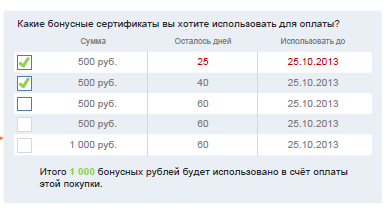 Какие бонусные сертификаты вы хотите использовать для оплаты?
Сумма Осталось дней Использовать до
500 руб. 25 25.10.2013
500 руб. 40 25.10.2013
500 руб. 60 25.10.2013
500 руб. 60 25.10.2013
1 000 руб. 60 25.10.2013
Итого 1 000 бонусных рублей будет использовано в счёт оплаты
этой покупки.